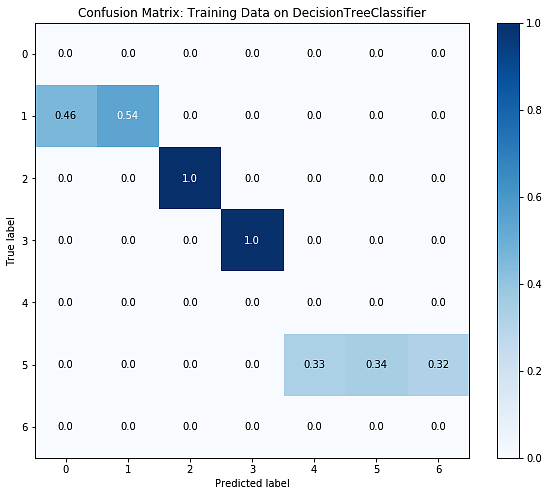 Confusion Matrix: Training Data on DecisionTreeClassifier
0 0.0 0.0 0.0 0.0 0.0 0.0 0.0
1 0.46 0.54 0.0 0.0 0.0 0.0 0.0
2 0.0 0.0 1.0 0.0 0.0 0.0 0.0
3 0.0 0.0 0.0 1.0 0.0 0.0 0.0
4 0.0 0.0 0.0 0.0 0.0 0.0 0.0
5 0.0 0.0 0.0 0.0 0.33 0.34 0.32
6 0.0 0.0 0.0 0.0 0.0 0.0 0.0
0 1 2 3 4 5 6
True label
Predicted label
1.0
0.8
0.6
0.4
0.2
0.0